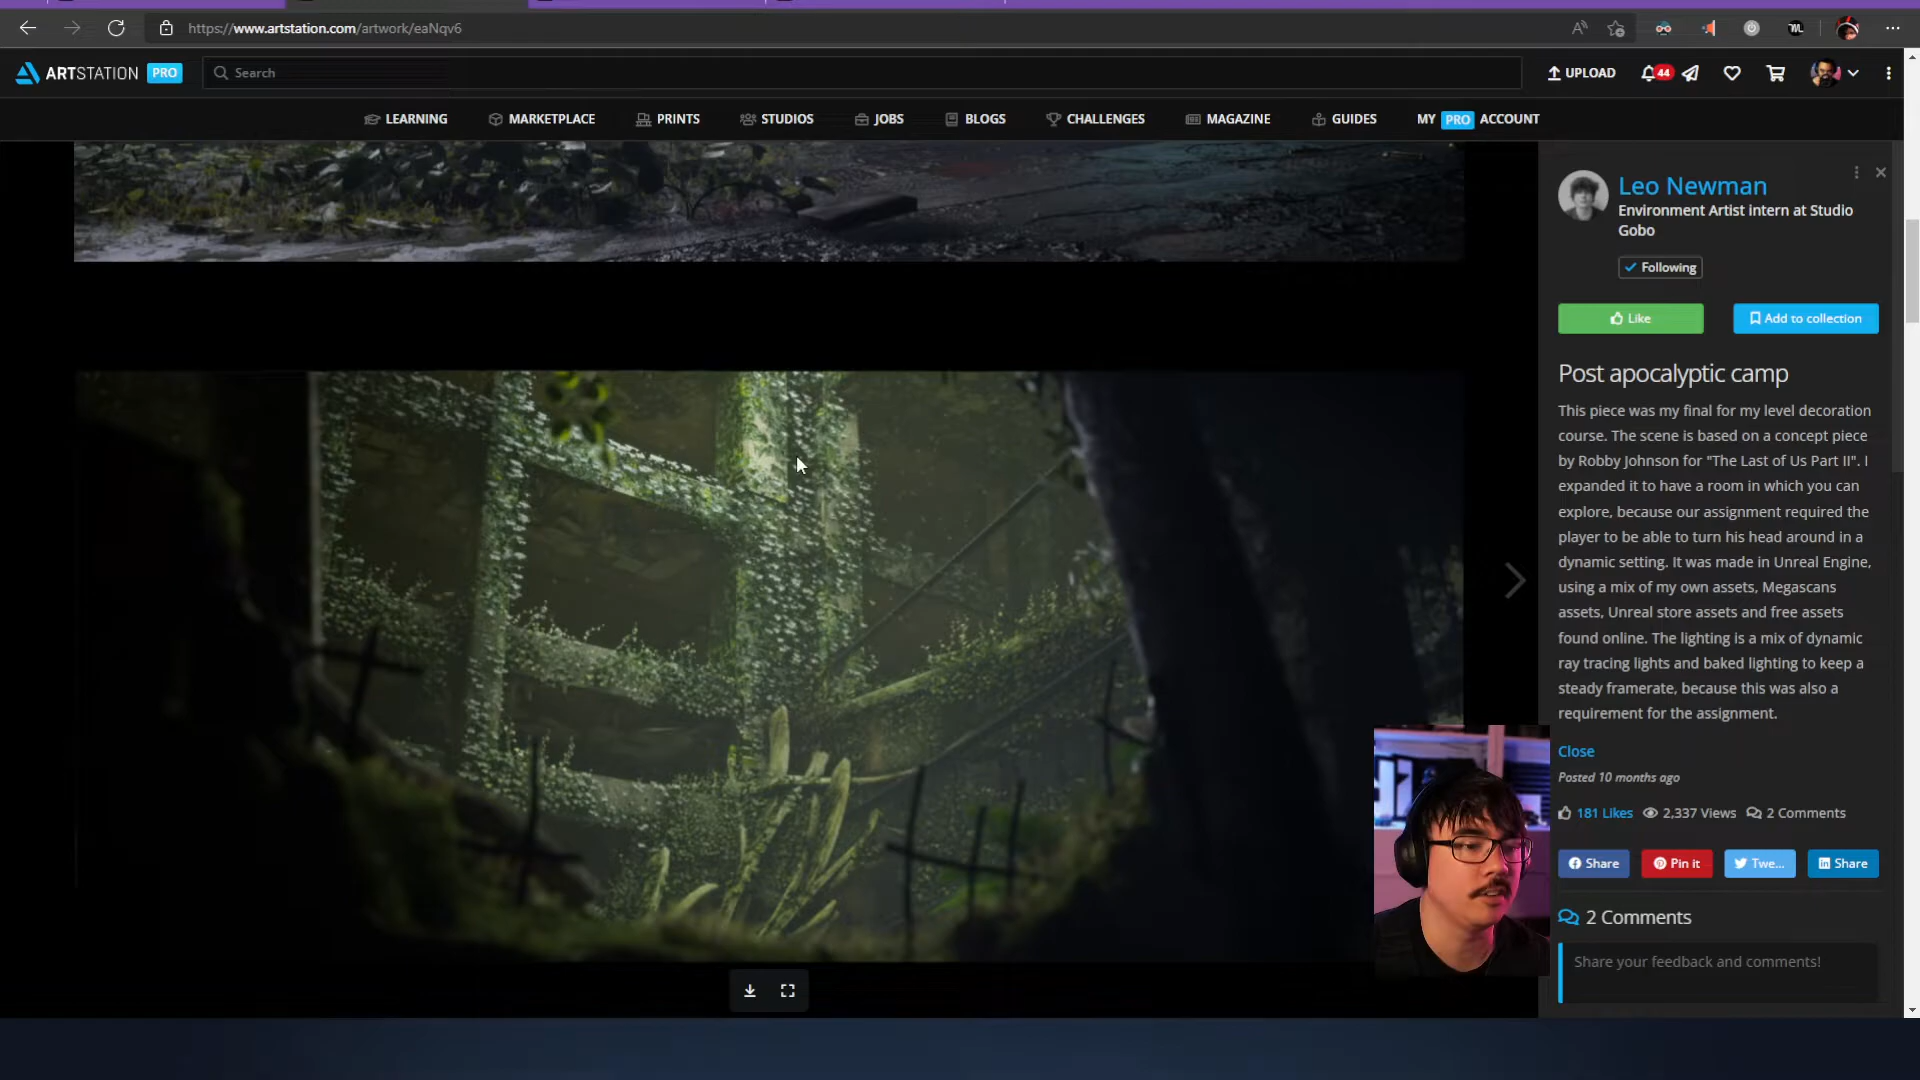 https://www.artstation.com/artwork/eaNqv6
ARTSTATION PRO
Search
UPLOAD
44
LEARNING
MARKETPLACE
PRINTS
STUDIOS
JOBS
BLOGS
CHALLENGES
MAGAZINE
GUIDES
MY PRO ACCOUNT
Leo Newman
Environment Artist intern at Studio
Gobo
Following
Like
Add to collection
Post apocalyptic camp
This piece was my final for my level decoration
course. The scene is based on a concept piece
by Robby Johnson for "The Last of Us Part II". I
expanded it to have a room in which you can
explore, because our assignment required the
player to be able to turn his head around in a
dynamic setting. It was made in Unreal Engine,
using a mix of my own assets, Megascans
assets, Unreal store assets and free assets
found online. The lighting is a mix of dynamic
ray tracing lights and baked lighting to keep a
steady framerate, because this was also a
requirement for the assignment.
Close
Posted 10 months ago
181 Likes 2,337 Views 2 Comments
Share
Pin it
Twe...
Share
2 Comments
Share your feedback and comments!